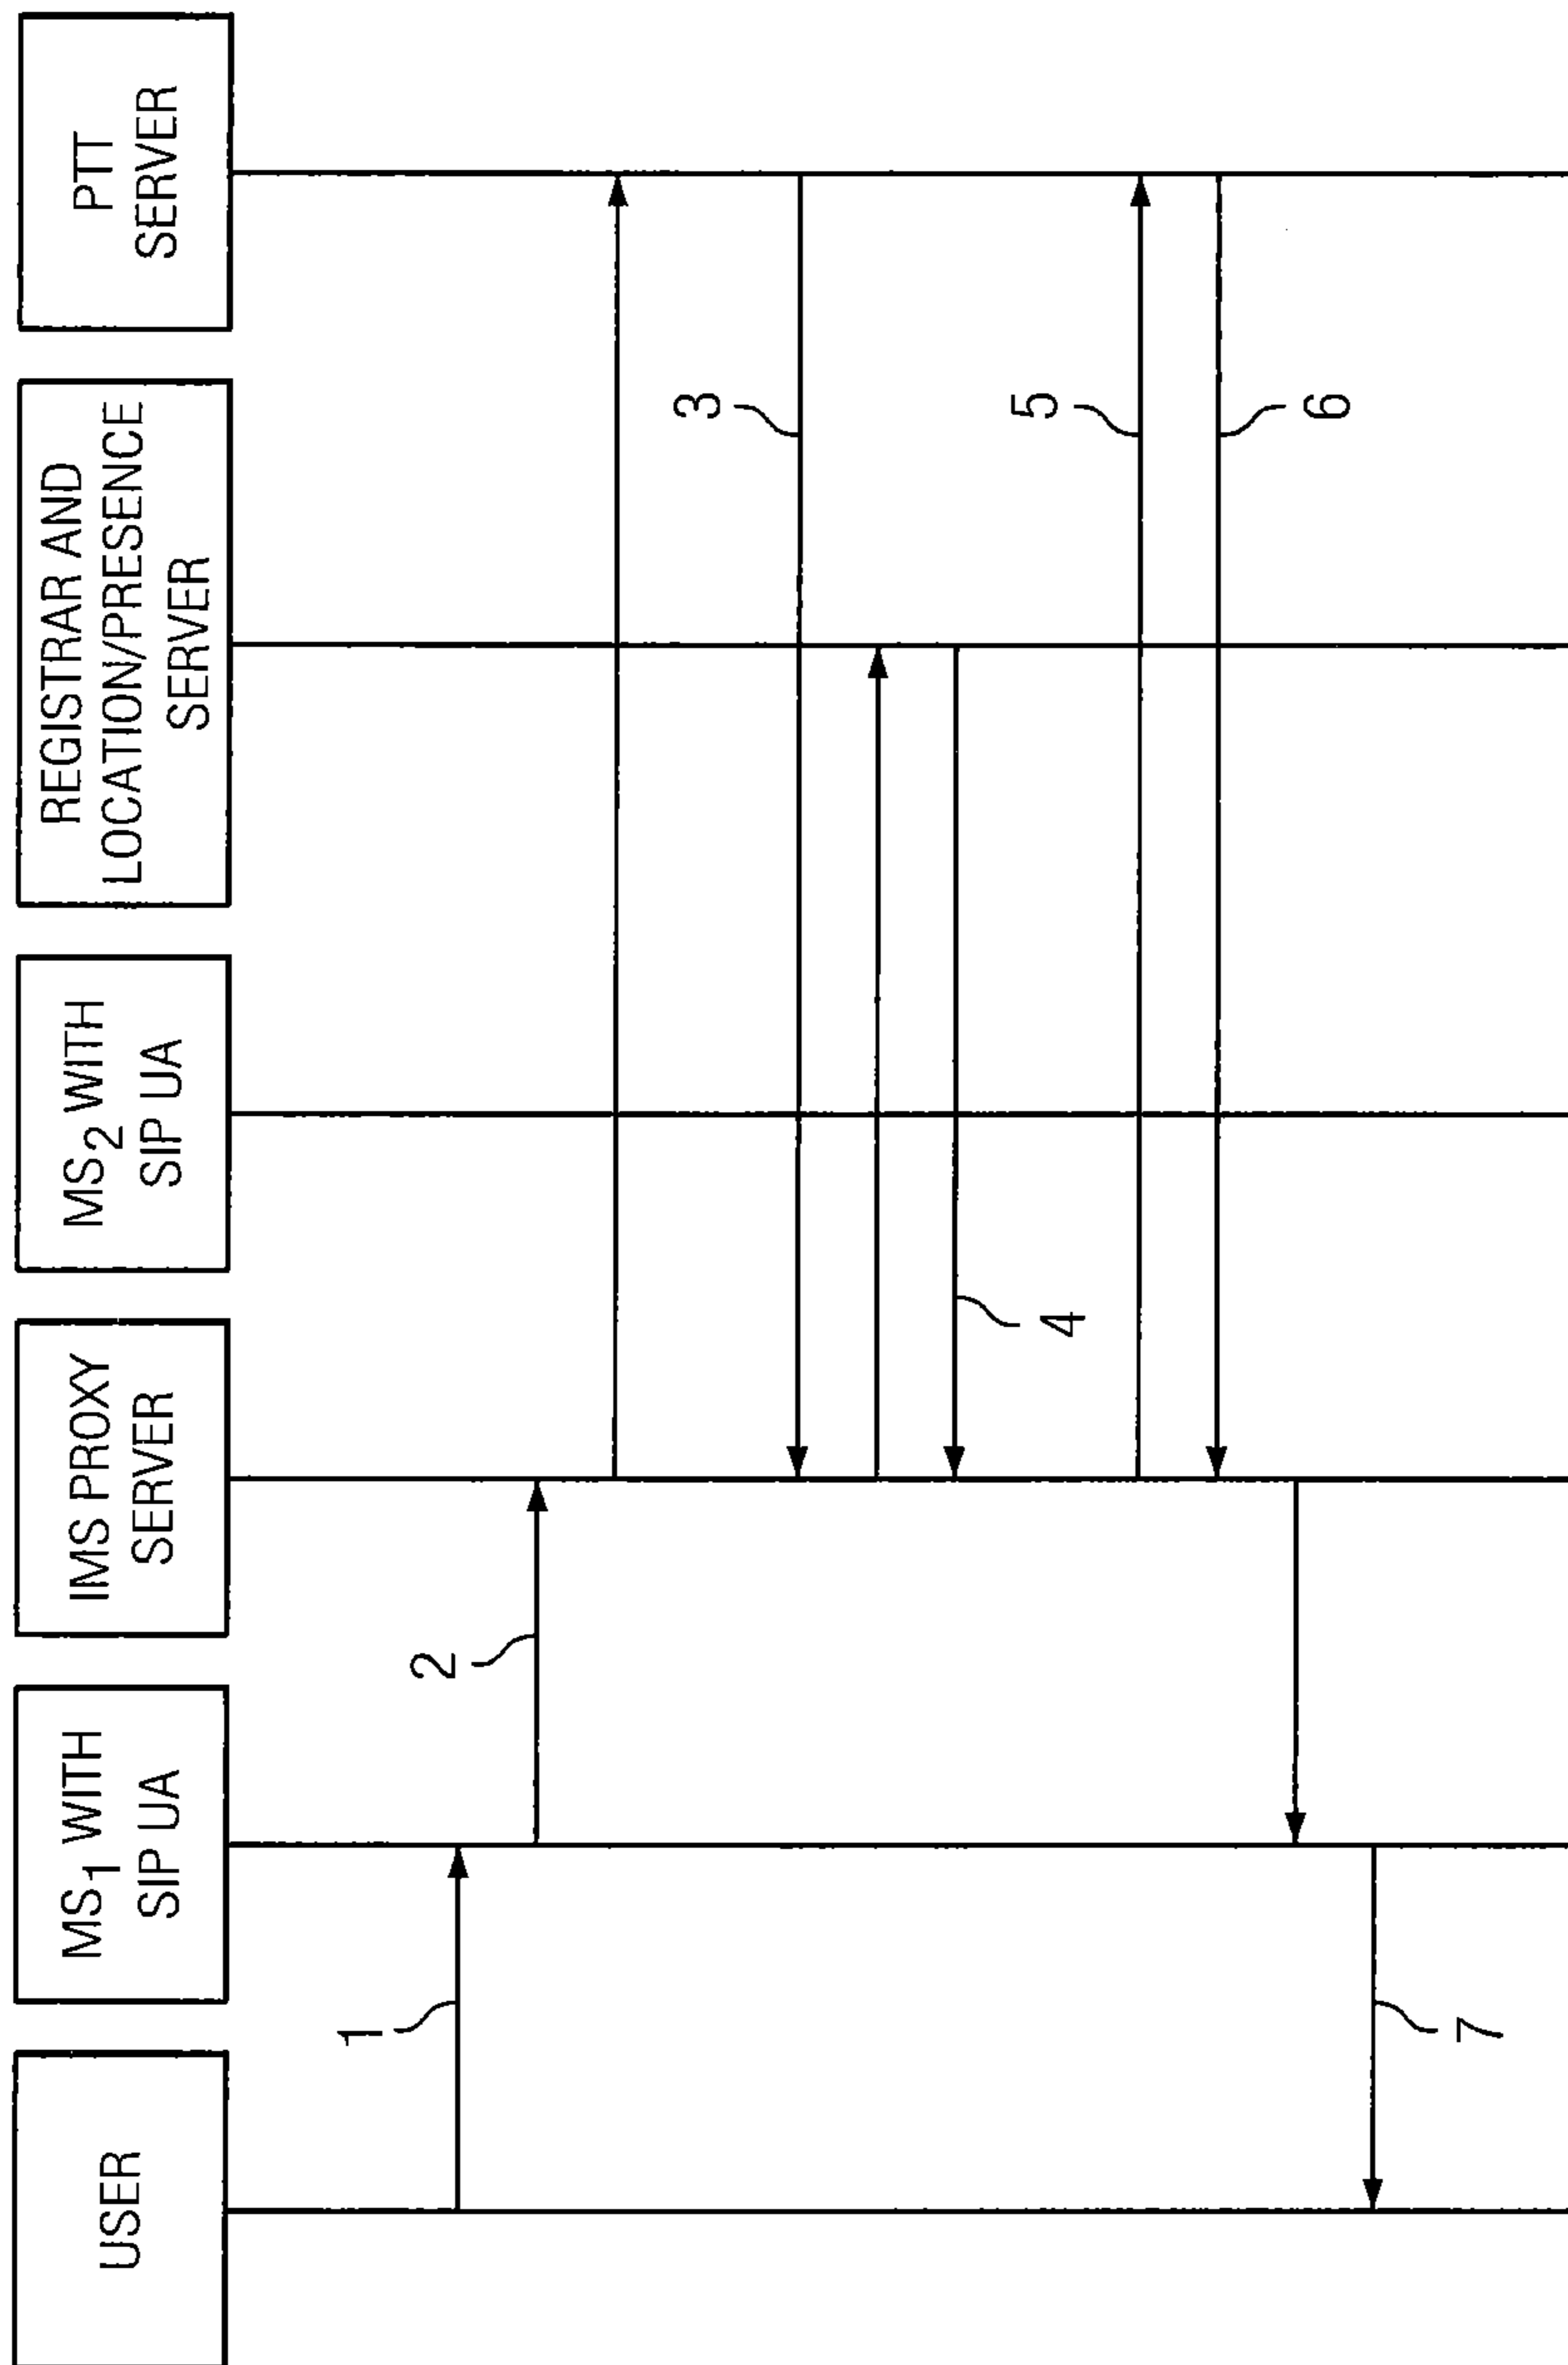 USER
MS1 WITH
SIP UA
IMS PROXY
SERVER
MS2 WITH
SIP UA
REGISTRAR AND
LOCATION/PRESENCE
SERVER
PTT
SERVER
1
2
3
4
5
6
7